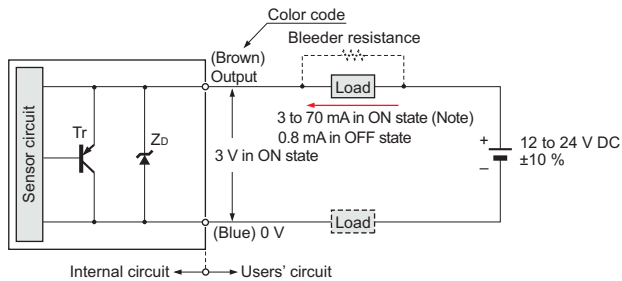 Color code
Bleeder resistance
(Brown)
Output
Load
3 to 70 mA in ON state (Note)
0.8 mA in OFF state
Sensor circuit
Tr
ZD
3 V in ON state
+
12 to 24 V DC
±10 %
−
(Blue) 0 V
Load
Internal circuit
Users' circuit